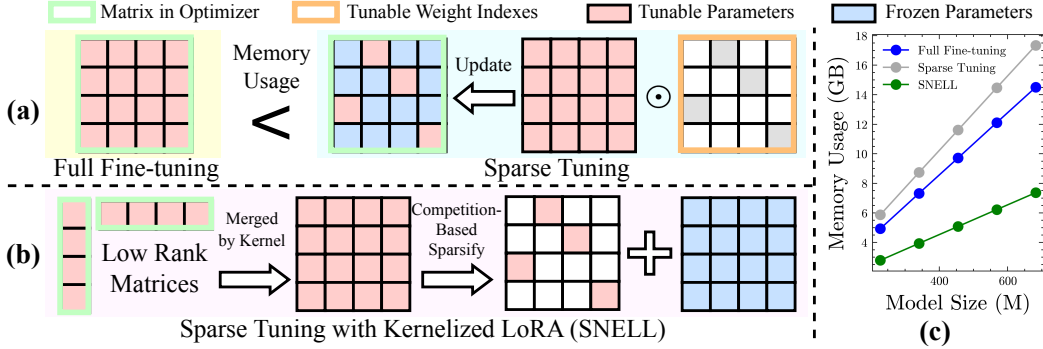 Matrix in Optimizer
Tunable Weight Indexes
Tunable Parameters
Frozen Parameters
(a)
Memory
Usage
<
Update
Full Fine-tuning
Sparse Tuning
(b)
Low Rank
Matrices
Merged
by Kernel
Competition-
Based
Sparsify
Sparse Tuning with Kernelized LoRA (SNELL)
Memory Usage (GB)
18
16
14
12
10
8
6
4
Full Fine-tuning
Sparse Tuning
SNELL
200
400
600
Model Size (M)
(c)